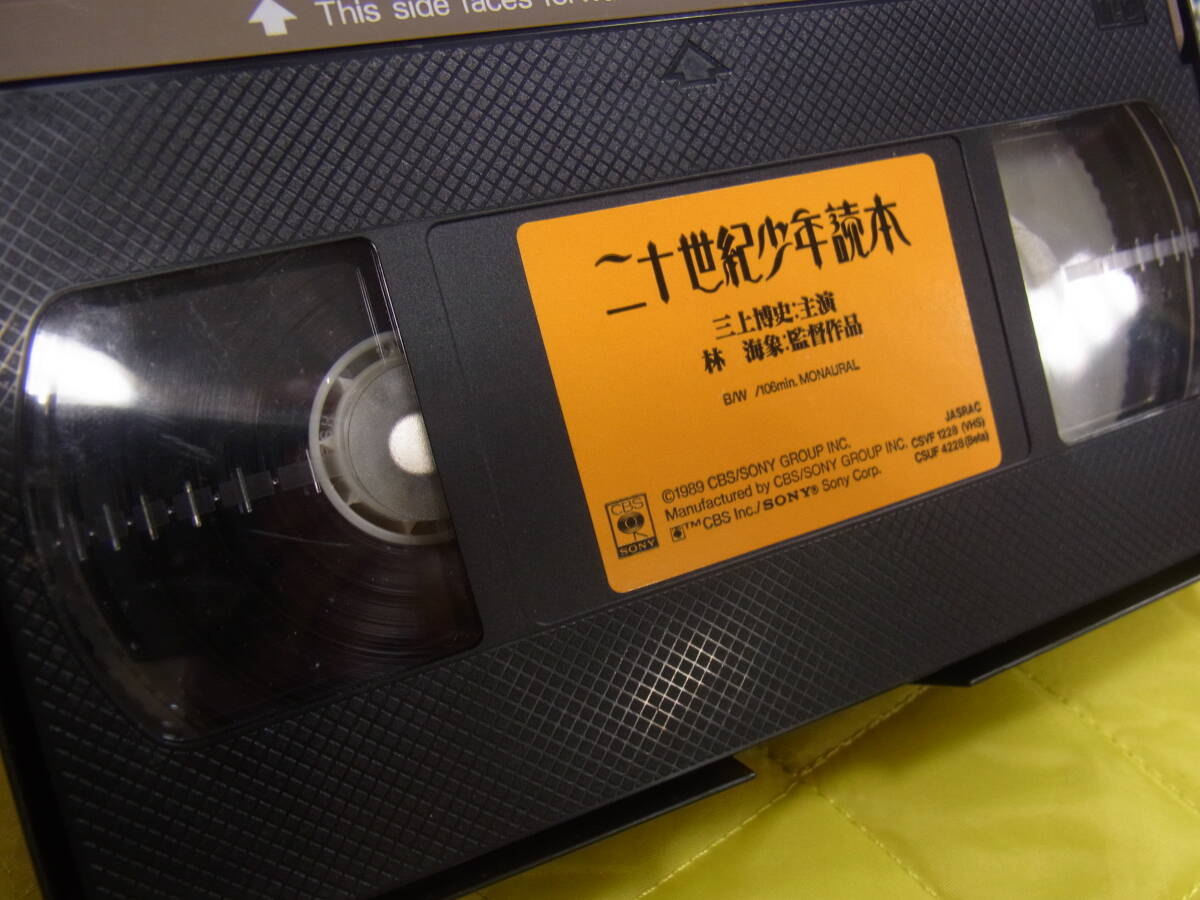 This side faces
二十世紀少年読本
三上博史:主演
林 海象:監督作品
B/W /106min. MONAURAL
JASRAC
CSVF 1228 (VHS)
CSUF 4228 (Beta)
©1989 CBS/SONY GROUP INC.
Manufactured by CBS/SONY GROUP INC.
™CBS Inc./SONY® Sony Corp.
CBS
SONY